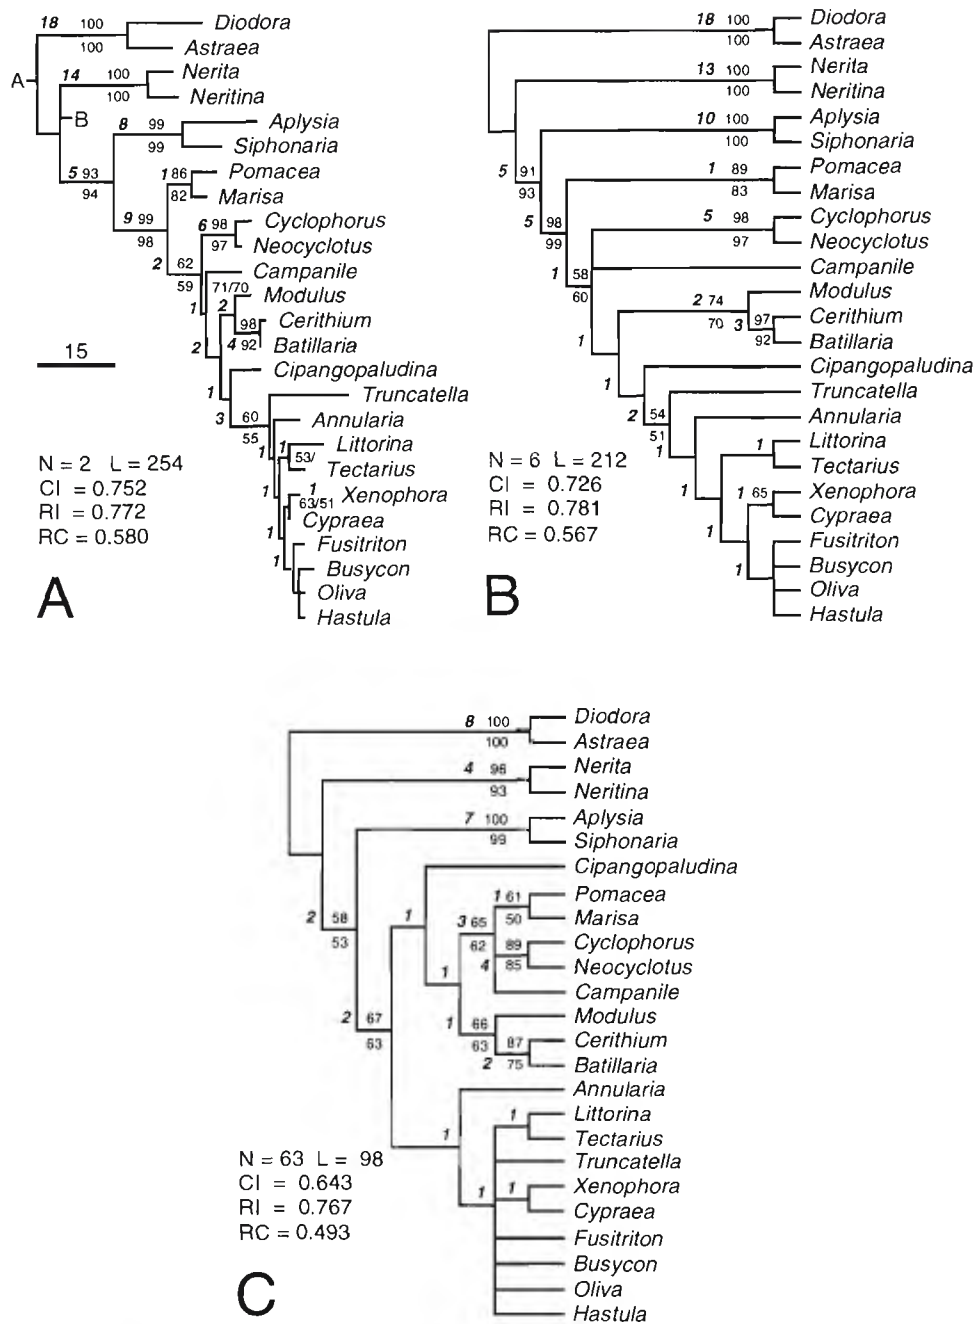 18 100 Diodora
A 100 Astraea
14 100 Nerita
100 Neritina
B
8 99 Aplysia
99 Siphonaria
5 93
94
1 86 Pomacea
82 Marisa
9 99
98
6 98 Cyclophorus
97 Neocyclotus
2 62
59
Campanile
71/70
1 2 Modulus
98 Cerithium
4 92 Batillaria
2
15
Cipangopaludina
1
Truncatella
3 60
55
Annularia
1 1 Littorina
53/
Tectarius
1 1
63/51 Xenophora
Cypraea
1
Fusitriton
1
Busycon
Oliva
Hastula
N = 2 L = 254
CI = 0.752
RI = 0.772
RC = 0.580
A
18 100 Diodora
100 Astraea
13 100 Nerita
100 Neritina
10 100 Aplysia
100 Siphonaria
5 91
93
1 89 Pomacea
83 Marisa
5 98
99
5 98 Cyclophorus
97 Neocyclotus
1 58
60
Campanile
2 74 Modulus
70 3 97 Cerithium
92 Batillaria
1
Cipangopaludina
1
Truncatella
2 54
51
Annularia
1
1 Littorina
Tectarius
1
1 65 Xenophora
Cypraea
1
Fusitriton
1
Busycon
Oliva
Hastula
N = 6 L = 212
CI = 0.726
RI = 0.781
RC = 0.567
B
8 100 Diodora
100 Astraea
4 96 Nerita
93 Neritina
7 100 Aplysia
99 Siphonaria
Cipangopaludina
2 58
53
1
1 61 Pomacea
50 Marisa
3 65
62
89 Cyclophorus
4 85 Neocyclotus
1
Campanile
2 67
63
1 66 Modulus
63 87 Cerithium
2 75 Batillaria
Annularia
1
1 Littorina
Tectarius
Truncatella
1
1 Xenophora
Cypraea
Fusitriton
Busycon
Oliva
Hastula
N = 63 L = 98
CI = 0.643
RI = 0.767
RC = 0.493
C